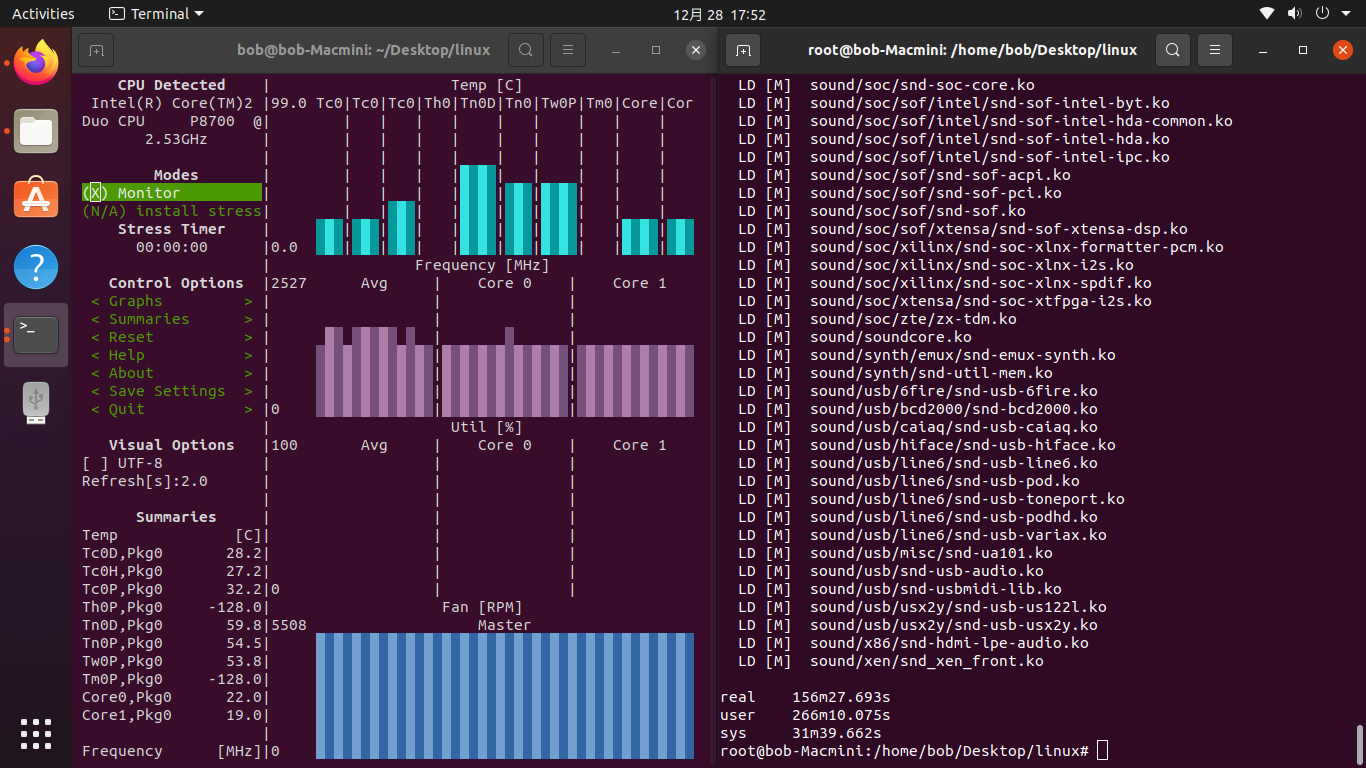 Activities
Terminal
12月 28 17:52
bob@bob-Macmini: ~/Desktop/linux
CPU Detected | Temp [C]
Intel(R) Core(TM)2 |99.0 Tc0|Tc0|Tc0|Th0|Tn0D|Tn0|Tw0P|Tm0|Core|Cor
Duo CPU P8700 @|
2.53GHz
Modes
(X) Monitor
(N/A) install stress|
Stress Timer
00:00:00 |0.0
Frequency [MHz]
Control Options |2527 Avg | Core 0 | Core 1
< Graphs > |
< Summaries > |
< Reset > |
< Help > |
< About > |
< Save Settings > |
< Quit > |0
Util [%]
Visual Options |100 Avg | Core 0 | Core 1
[ ] UTF-8
Refresh[s]:2.0
Summaries
Temp [C]|
Tc0D,Pkg0 28.2|
Tc0H,Pkg0 27.2|
Tc0P,Pkg0 32.2|0
Th0P,Pkg0 -128.0| Fan [RPM]
Tn0D,Pkg0 59.8|5508 Master
Tn0P,Pkg0 54.5|
Tw0P,Pkg0 53.8|
Tm0P,Pkg0 -128.0|
Core0,Pkg0 22.0|
Core1,Pkg0 19.0|
Frequency [MHz]|0
root@bob-Macmini: /home/bob/Desktop/linux
LD [M] sound/soc/snd-soc-core.ko
LD [M] sound/soc/sof/intel/snd-sof-intel-byt.ko
LD [M] sound/soc/sof/intel/snd-sof-intel-hda-common.ko
LD [M] sound/soc/sof/intel/snd-sof-intel-hda.ko
LD [M] sound/soc/sof/intel/snd-sof-intel-ipc.ko
LD [M] sound/soc/sof/snd-sof-acpi.ko
LD [M] sound/soc/sof/snd-sof-pci.ko
LD [M] sound/soc/sof/snd-sof.ko
LD [M] sound/soc/sof/xtensa/snd-sof-xtensa-dsp.ko
LD [M] sound/soc/xilinx/snd-soc-xlnx-formatter-pcm.ko
LD [M] sound/soc/xilinx/snd-soc-xlnx-i2s.ko
LD [M] sound/soc/xilinx/snd-soc-xlnx-spdif.ko
LD [M] sound/soc/xtensa/snd-soc-xtfpga-i2s.ko
LD [M] sound/soc/zte/zx-tdm.ko
LD [M] sound/soundcore.ko
LD [M] sound/synth/emux/snd-emux-synth.ko
LD [M] sound/synth/snd-util-mem.ko
LD [M] sound/usb/6fire/snd-usb-6fire.ko
LD [M] sound/usb/bcd2000/snd-bcd2000.ko
LD [M] sound/usb/caiaq/snd-usb-caiaq.ko
LD [M] sound/usb/hiface/snd-usb-hiface.ko
LD [M] sound/usb/line6/snd-usb-line6.ko
LD [M] sound/usb/line6/snd-usb-pod.ko
LD [M] sound/usb/line6/snd-usb-toneport.ko
LD [M] sound/usb/line6/snd-usb-podhd.ko
LD [M] sound/usb/line6/snd-usb-variax.ko
LD [M] sound/usb/misc/snd-ua101.ko
LD [M] sound/usb/snd-usb-audio.ko
LD [M] sound/usb/snd-usbmidi-lib.ko
LD [M] sound/usb/usx2y/snd-usb-us122l.ko
LD [M] sound/usb/usx2y/snd-usb-usx2y.ko
LD [M] sound/x86/snd-hdmi-lpe-audio.ko
LD [M] sound/xen/snd_xen_front.ko
real 156m27.693s
user 266m10.075s
sys 31m39.662s
root@bob-Macmini:/home/bob/Desktop/linux#